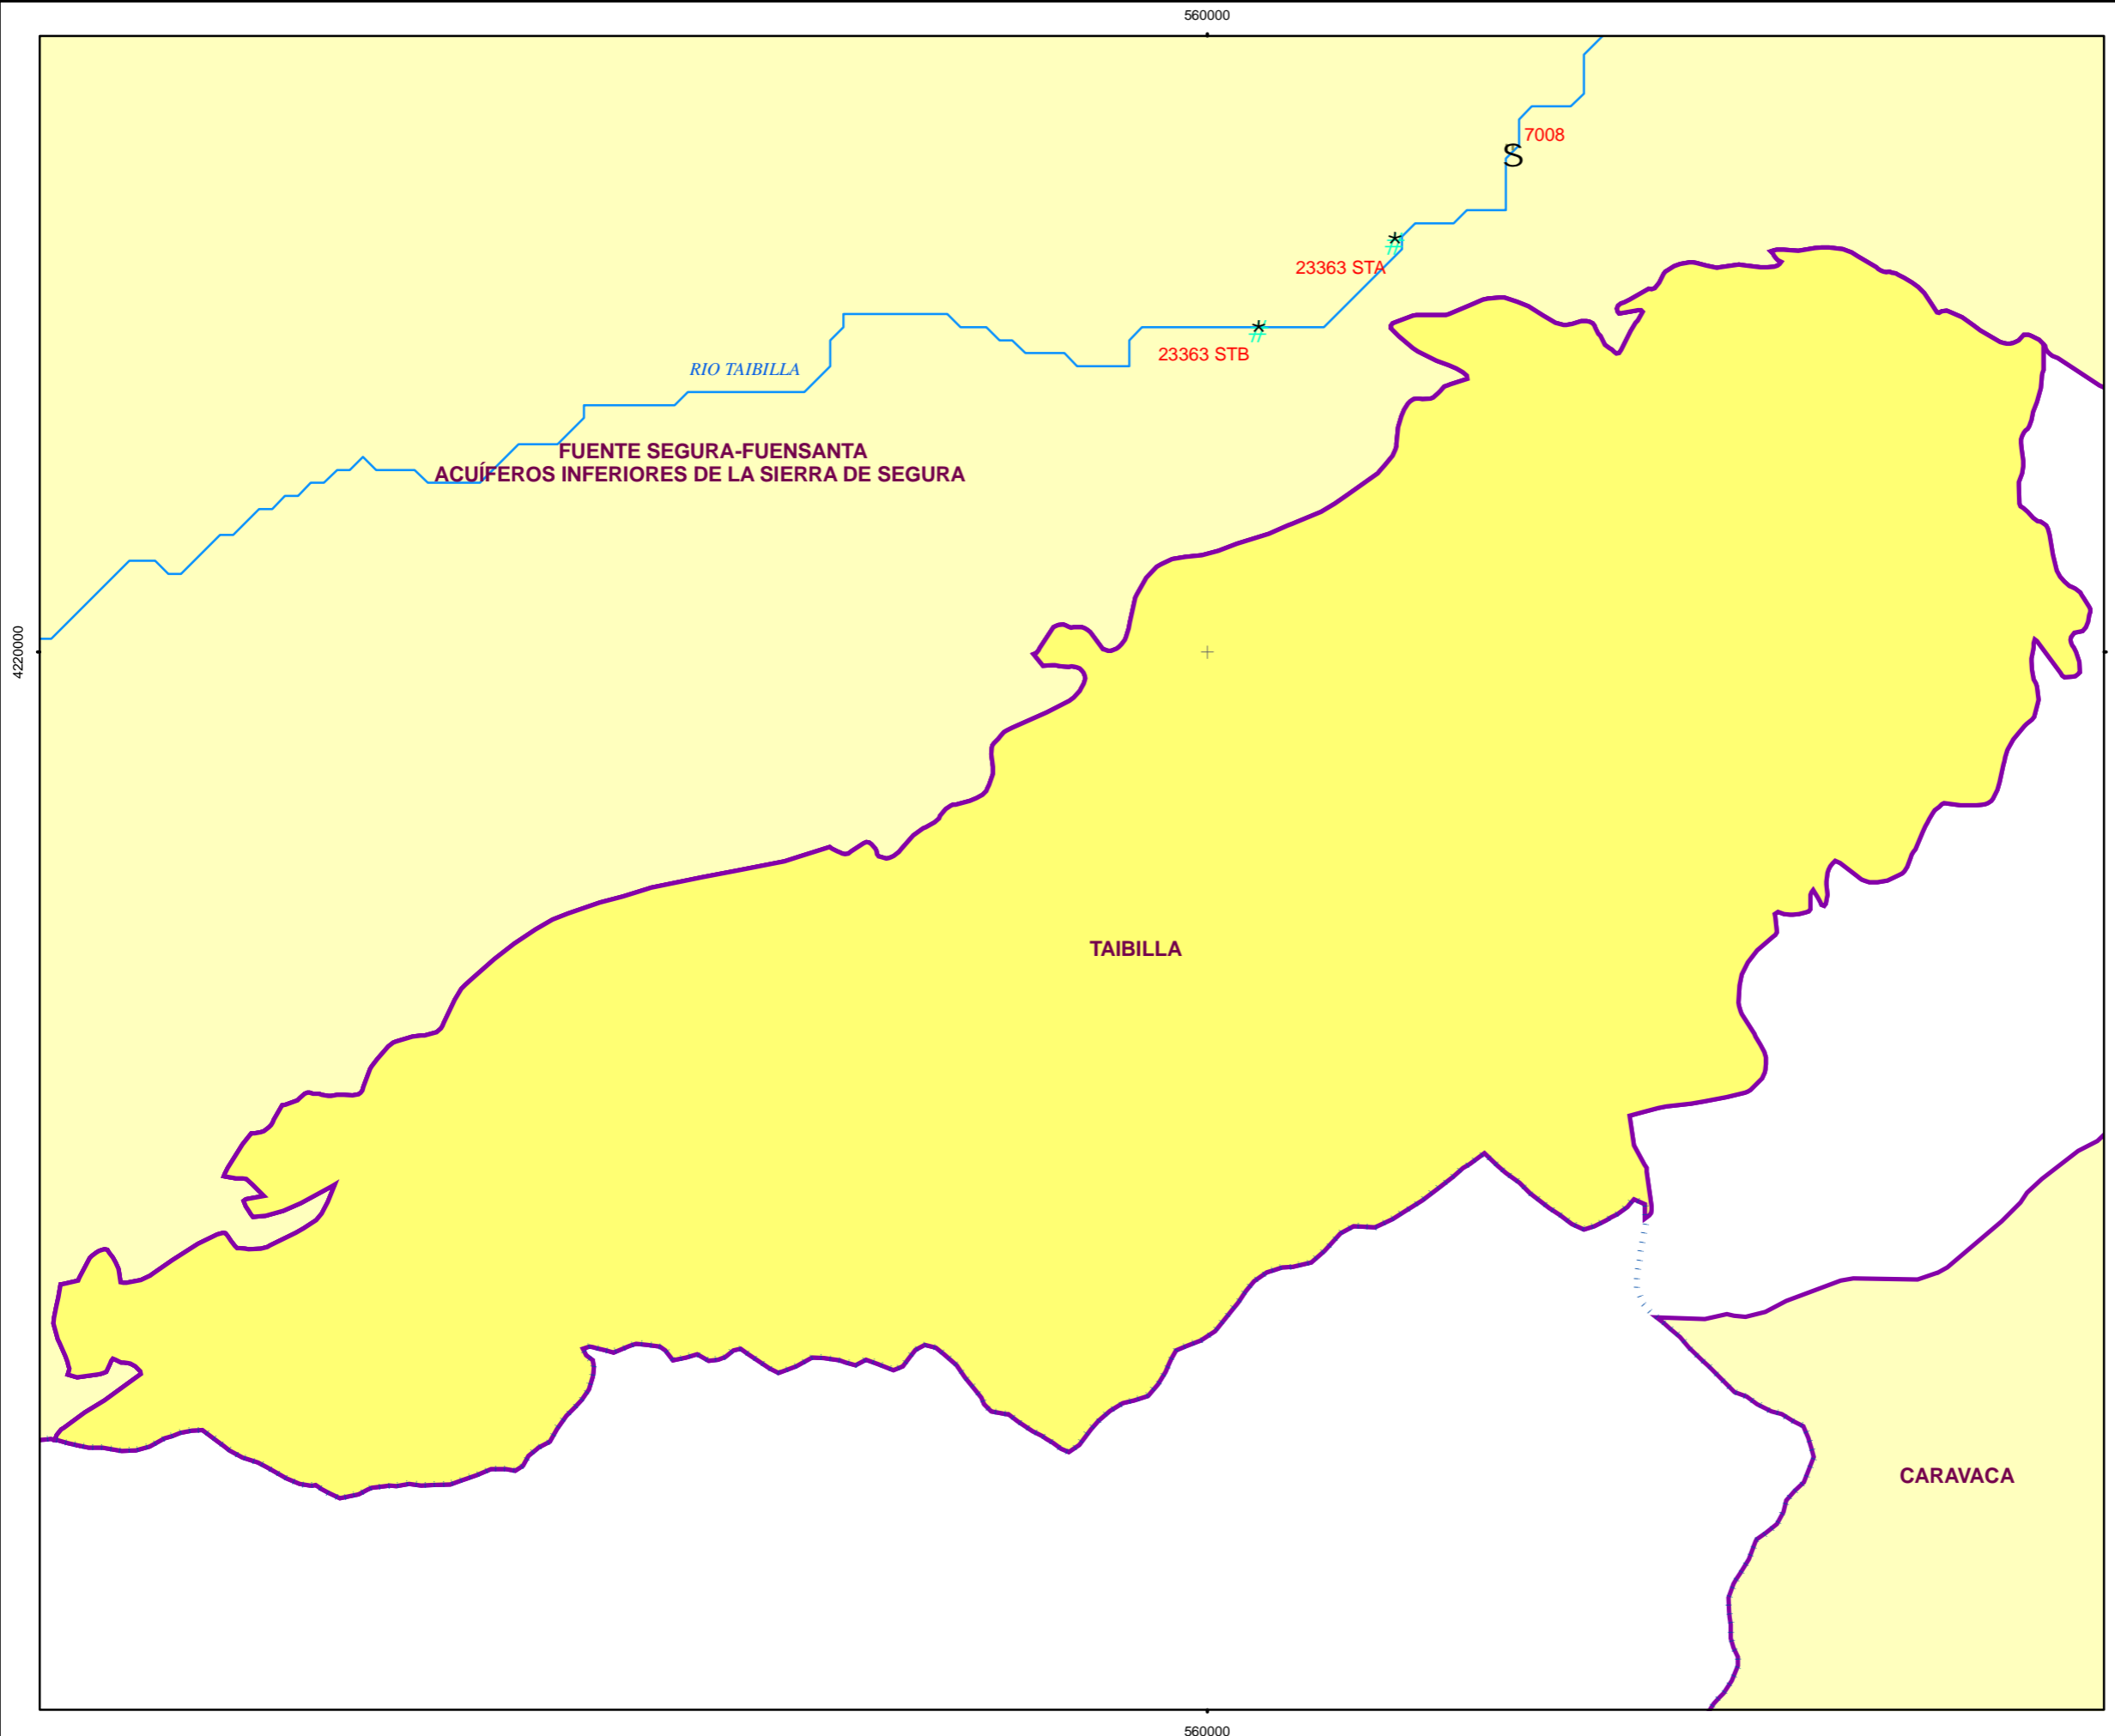 560000
7008
S
23363 STA
23363 STB
RIO TAIBILLA
FUENTE SEGURA-FUENSANTA
ACUÍFEROS INFERIORES DE LA SIERRA DE SEGURA
4220000
TAIBILLA
CARAVACA
560000